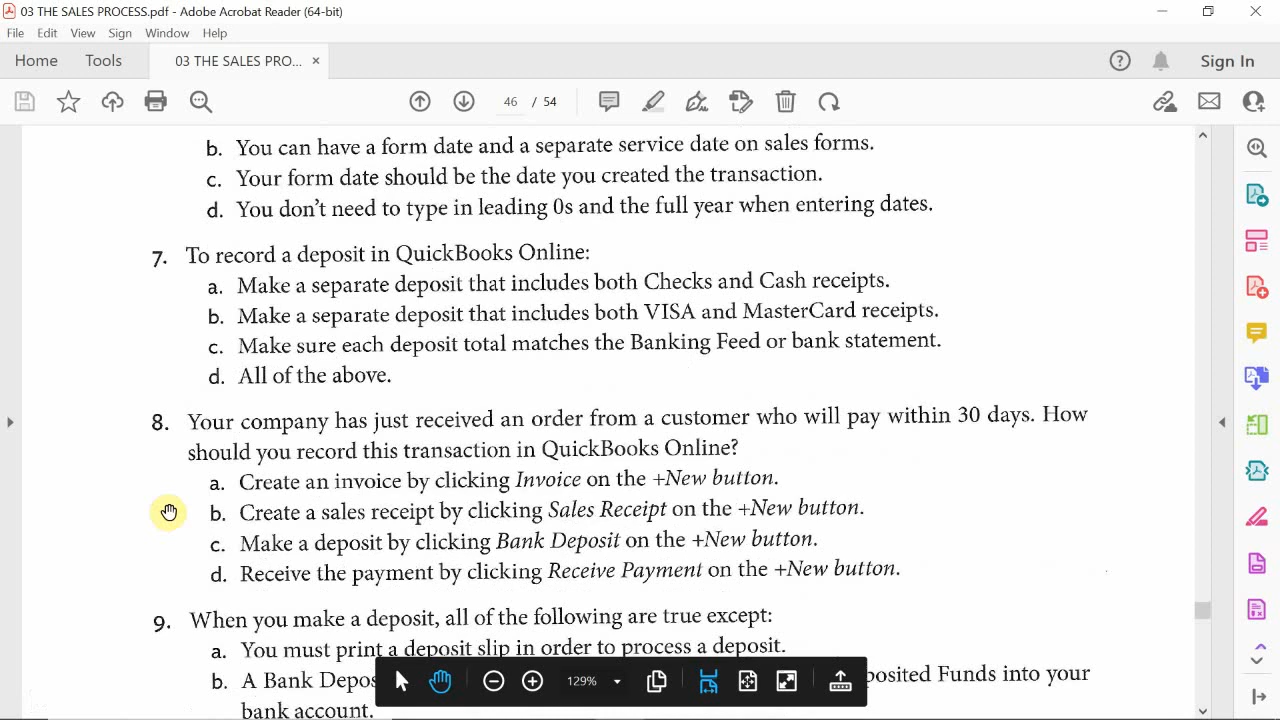 03 THE SALES PROCESS.pdf - Adobe Acrobat Reader (64-bit)
File Edit View Sign Window Help
Home Tools 03 THE SALES PRO... × Sign In
46 / 54
b. You can have a form date and a separate service date on sales forms.
c. Your form date should be the date you created the transaction.
d. You don't need to type in leading 0s and the full year when entering dates.
7. To record a deposit in QuickBooks Online:
a. Make a separate deposit that includes both Checks and Cash receipts.
b. Make a separate deposit that includes both VISA and MasterCard receipts.
c. Make sure each deposit total matches the Banking Feed or bank statement.
d. All of the above.
8. Your company has just received an order from a customer who will pay within 30 days. How
should you record this transaction in QuickBooks Online?
a. Create an invoice by clicking Invoice on the +New button.
b. Create a sales receipt by clicking Sales Receipt on the +New button.
c. Make a deposit by clicking Bank Deposit on the +New button.
d. Receive the payment by clicking Receive Payment on the +New button.
9. When you make a deposit, all of the following are true except:
a. You must print a deposit slip in order to process a deposit.
b. A Bank Depos posited Funds into your
bank account.
129%